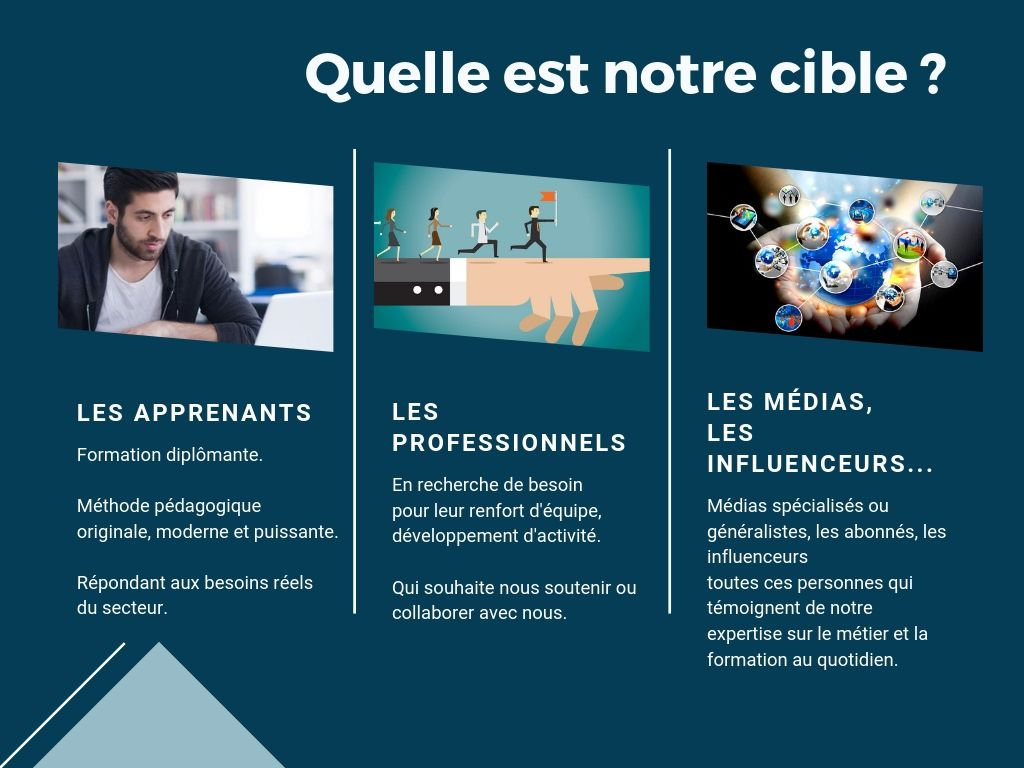 Quelle est notre cible ?
LES APPRENANTS
Formation diplômante.
Méthode pédagogique
originale, moderne et puissante.
Répondant aux besoins réels
du secteur.
LES
PROFESSIONNELS
En recherche de besoin
pour leur renfort d'équipe,
développement d'activité.
Qui souhaite nous soutenir ou
collaborer avec nous.
LES MÉDIAS,
LES
INFLUENCEURS...
Médias spécialisés ou
généralistes, les abonnés, les
influenceurs
toutes ces personnes qui
témoignent de notre
expertise sur le métier et la
formation au quotidien.